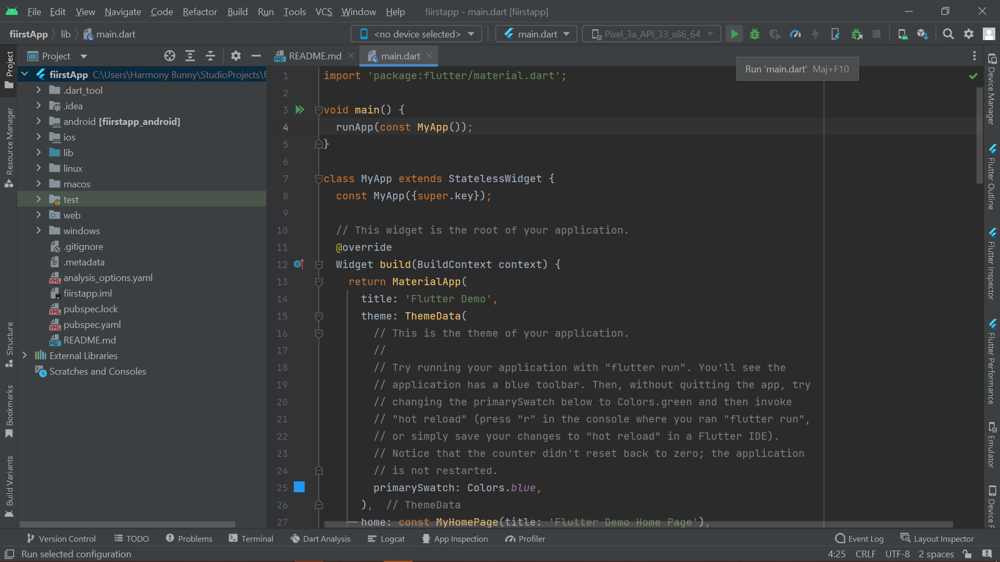 File Edit View Navigate Code Refactor Build Run Tools VCS Window Help fiirstapp - main.dart [fiirstapp]
fiirstApp lib main.dart <no device selected> main.dart Pixel_3a_API_33_x86_64
Project
README.md main.dart
Run 'main.dart' Maj+F10
fiirstApp C:\Users\Harmony Bunny\StudioProjects\f
.dart_tool
.idea
android [fiirstapp_android]
ios
lib
linux
macos
test
web
windows
.gitignore
.metadata
analysis_options.yaml
fiirstapp.iml
pubspec.lock
pubspec.yaml
README.md
External Libraries
Scratches and Consoles
Project
Resource Manager
Structure
Bookmarks
Build Variants
1 import 'package:flutter/material.dart';
2
3 void main() {
4 runApp(const MyApp());
5 }
6
7 class MyApp extends StatelessWidget {
8 const MyApp({super.key});
9
10 // This widget is the root of your application.
11 @override
12 Widget build(BuildContext context) {
13 return MaterialApp(
14 title: 'Flutter Demo',
15 theme: ThemeData(
16 // This is the theme of your application.
17 //
18 // Try running your application with "flutter run". You'll see the
19 // application has a blue toolbar. Then, without quitting the app, try
20 // changing the primarySwatch below to Colors.green and then invoke
21 // "hot reload" (press "r" in the console where you ran "flutter run",
22 // or simply save your changes to "hot reload" in a Flutter IDE).
23 // Notice that the counter didn't reset back to zero; the application
24 // is not restarted.
25 primarySwatch: Colors.blue,
26 ), // ThemeData
27 home: const MyHomePage(title: 'Flutter Demo Home Page'),
Device Manager
Flutter Outline
Flutter Inspector
Flutter Performance
Emulator
Device F
Version Control TODO Problems Terminal Dart Analysis Logcat App Inspection Profiler Event Log Layout Inspector
Run selected configuration 4:25 CRLF UTF-8 2 spaces